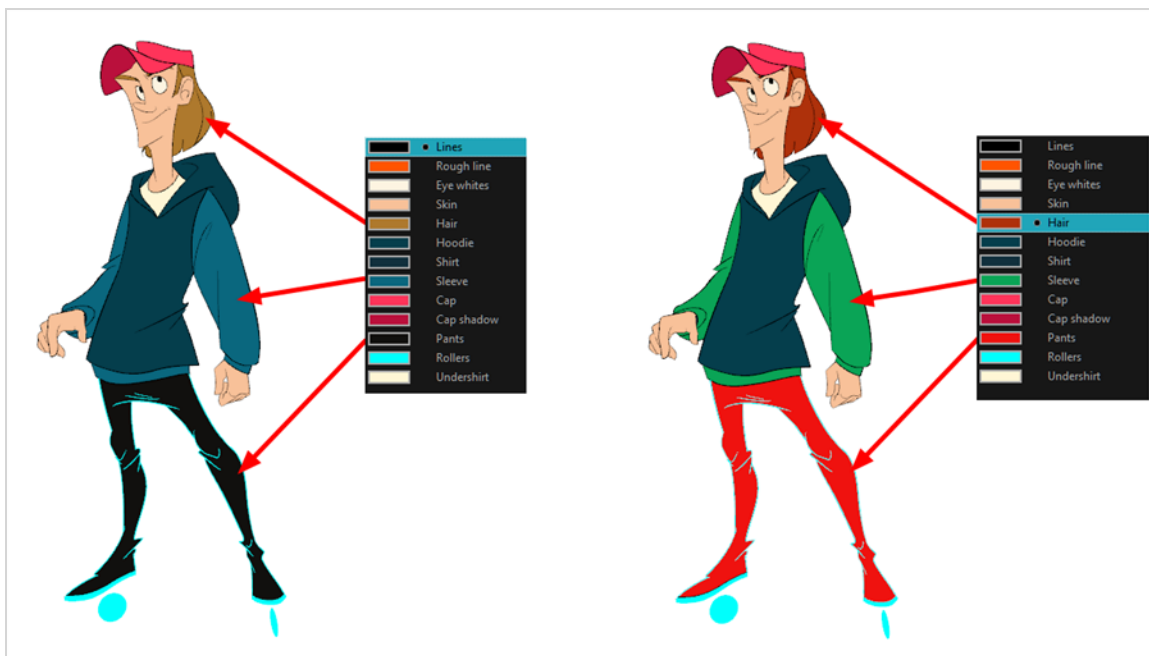 Lines
Rough line
Eye whites
Skin
Hair
Hoodie
Shirt
Sleeve
Cap
Cap shadow
Pants
Rollers
Undershirt
Lines
Rough line
Eye whites
Skin
Hair
Hoodie
Shirt
Sleeve
Cap
Cap shadow
Pants
Rollers
Undershirt